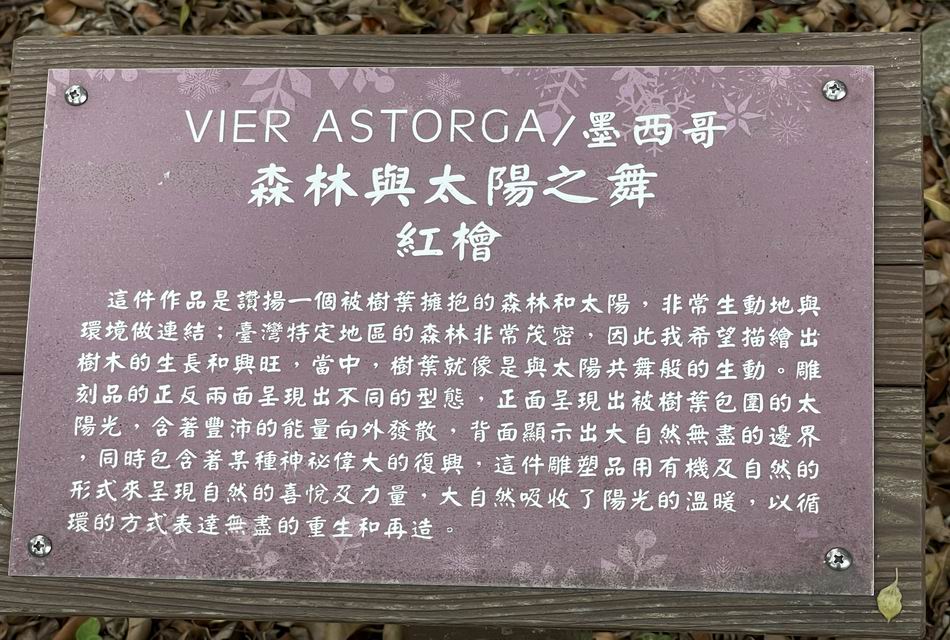 VIER ASTORGA/墨西哥
森林與太陽之舞
紅檜
這件作品是讚揚一個被樹葉擁抱的森林和太陽，非常生動地與
環境做連結；臺灣特定地區的森林非常茂密，因此我希望描繪出
樹木的生長和興旺，當中，樹葉就像是與太陽共舞般的生動。雕
刻品的正反兩面呈現出不同的型態，正面呈現出被樹葉包圍的太
陽光，含著豐沛的能量向外發散，背面顯示出大自然無盡的邊界
，同時包含著某種神祕偉大的復興，這件雕塑品用有機及自然的
形式來呈現自然的喜悅及力量，大自然吸收了陽光的溫暖，以循
環的方式表達無盡的重生和再造。